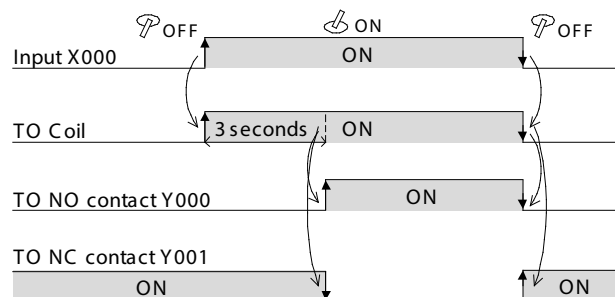 OFF
ON
OFF
Input X000
ON
TO Coil
3 seconds
ON
TO NO contact Y000
ON
TO NC contact Y001
ON
ON